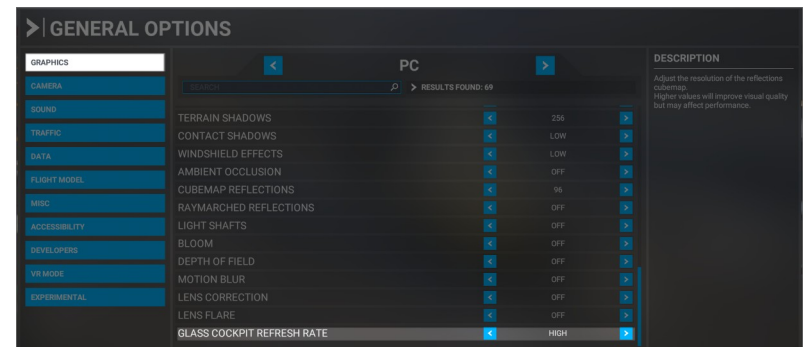 GENERAL OPTIONS
GRAPHICS
CAMERA
SOUND
TRAFFIC
DATA
FLIGHT MODEL
MISC
ACCESSIBILITY
DEVELOPERS
VR MODE
EXPERIMENTAL
PC
SEARCH
RESULTS FOUND: 69
TERRAIN SHADOWS 256
CONTACT SHADOWS LOW
WINDSHIELD EFFECTS LOW
AMBIENT OCCLUSION OFF
CUBEMAP REFLECTIONS 96
RAYMARCHED REFLECTIONS OFF
LIGHT SHAFTS OFF
BLOOM OFF
DEPTH OF FIELD OFF
MOTION BLUR OFF
LENS CORRECTION OFF
LENS FLARE OFF
GLASS COCKPIT REFRESH RATE HIGH
DESCRIPTION
Adjust the resolution of the reflections
cubemap.
Higher values will improve visual quality
but may affect performance.